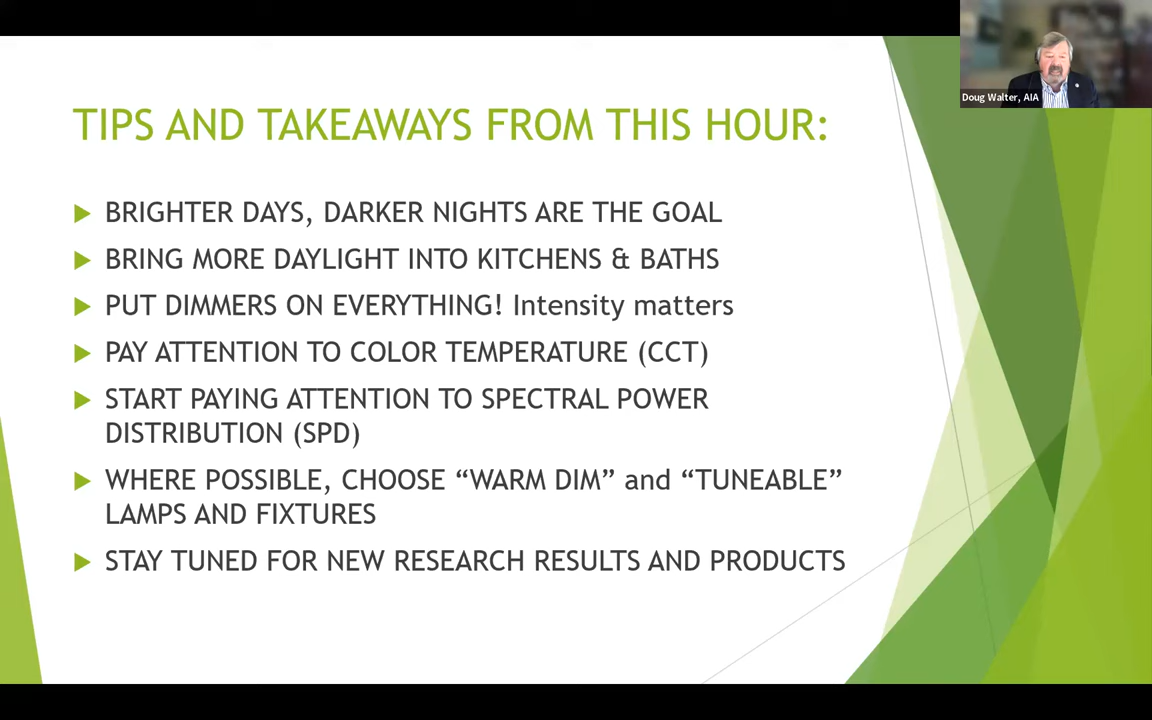 Doug Walter, AIA
TIPS AND TAKEAWAYS FROM THIS HOUR:
BRIGHTER DAYS, DARKER NIGHTS ARE THE GOAL
BRING MORE DAYLIGHT INTO KITCHENS & BATHS
PUT DIMMERS ON EVERYTHING! Intensity matters
PAY ATTENTION TO COLOR TEMPERATURE (CCT)
START PAYING ATTENTION TO SPECTRAL POWER
DISTRIBUTION (SPD)
WHERE POSSIBLE, CHOOSE “WARM DIM” and “TUNEABLE”
LAMPS AND FIXTURES
STAY TUNED FOR NEW RESEARCH RESULTS AND PRODUCTS